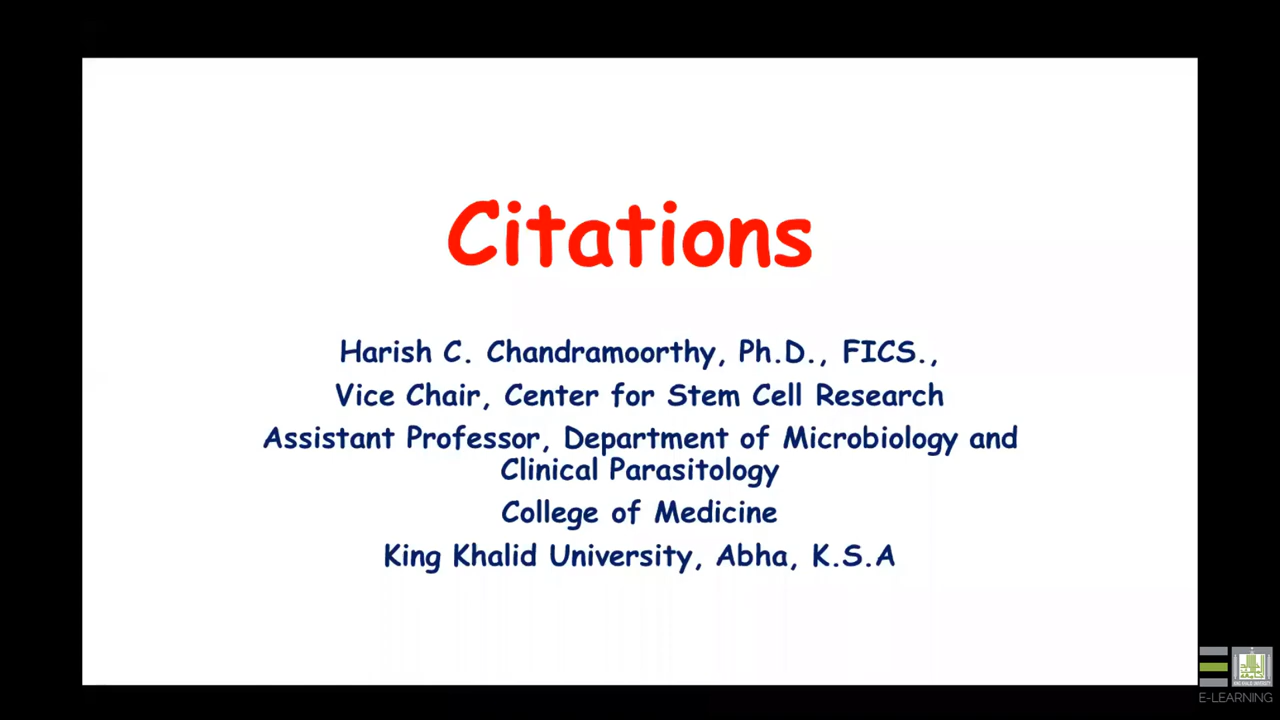 Citations
Harish C. Chandramoorthy, Ph.D., FICS.,
Vice Chair, Center for Stem Cell Research
Assistant Professor, Department of Microbiology and
Clinical Parasitology
College of Medicine
King Khalid University, Abha, K.S.A
E-LEARNING